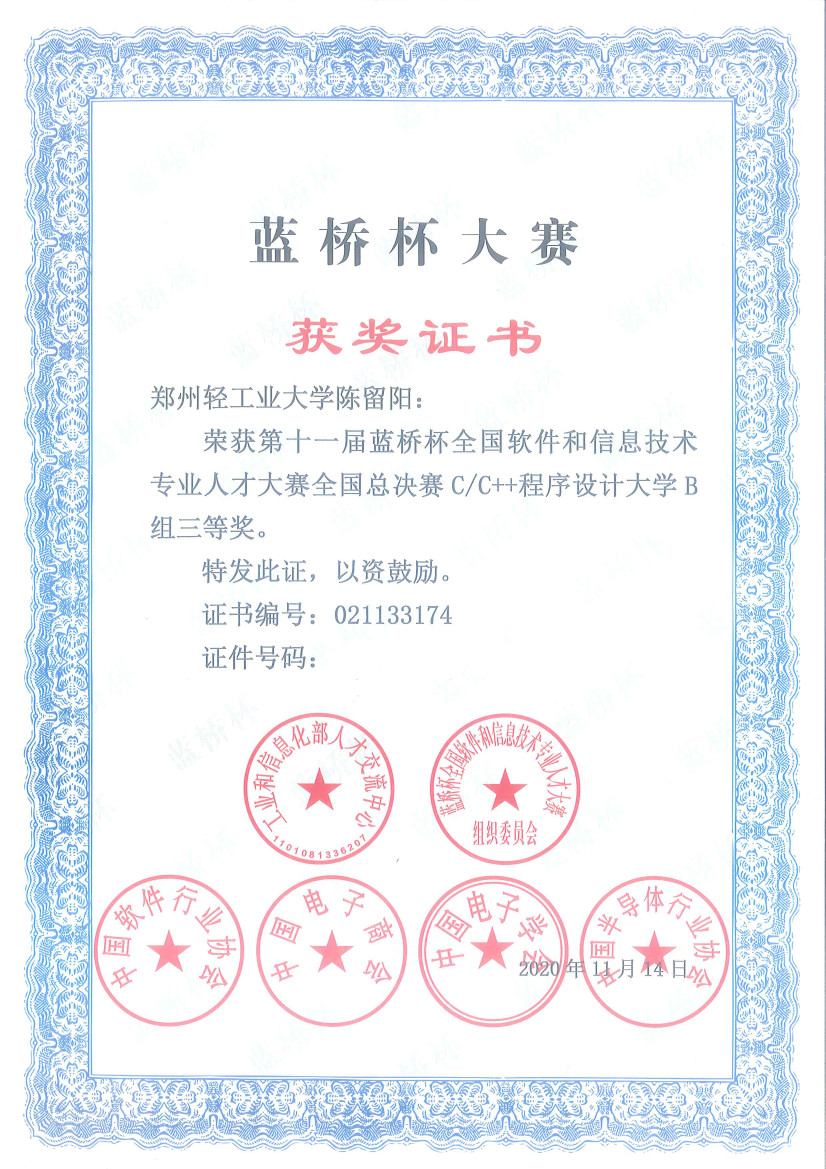 蓝桥杯大赛
获奖证书
郑州轻工业大学陈留阳：
荣获第十一届蓝桥杯全国软件和信息技术
专业人才大赛全国总决赛 C/C++程序设计大学 B
组三等奖。
特发此证，以资鼓励。
证书编号：021133174
证件号码：
工业和信息化部人才交流中心
1101081336207
蓝桥杯全国软件和信息技术专业人才大赛
组织委员会
中国软件行业协会
中国电子商会
中国电子学会
中国半导体行业协会
2020 年 11 月 14 日